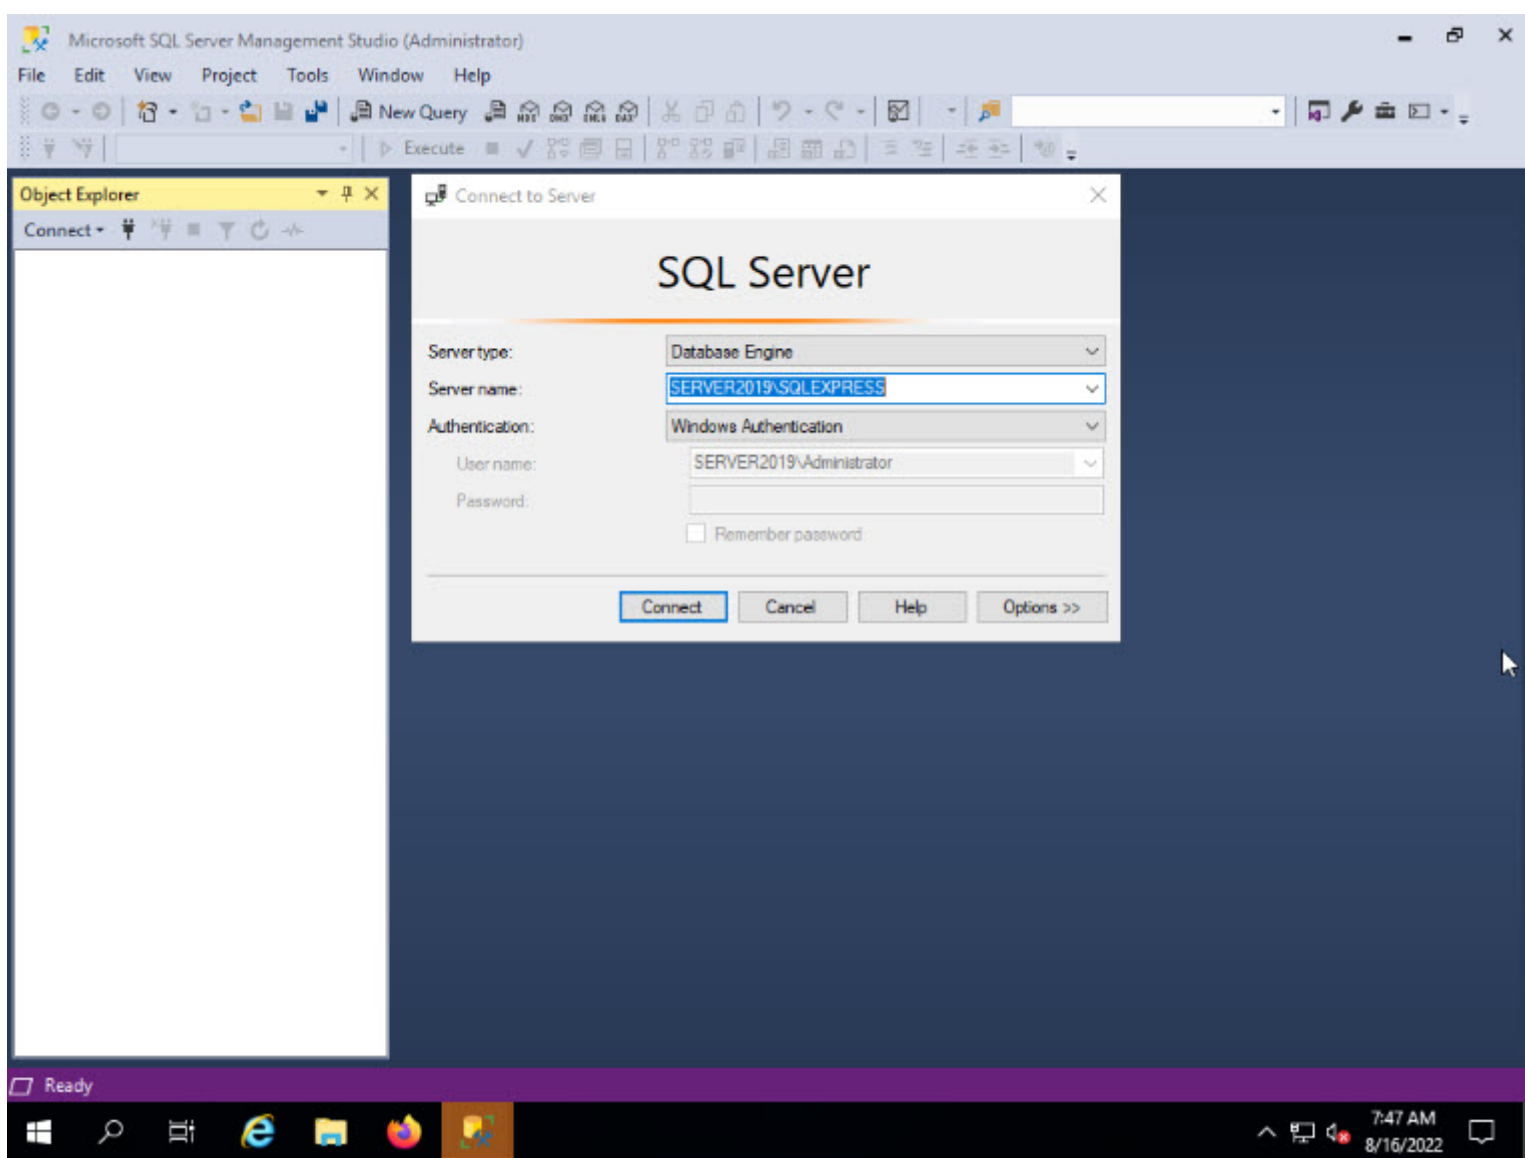 Microsoft SQL Server Management Studio (Administrator)
File Edit View Project Tools Window Help
New Query
Execute
Object Explorer
Connect
Connect to Server
SQL Server
Server type: Database Engine
Server name: SERVER2019\SQLEXPRESS
Authentication: Windows Authentication
User name: SERVER2019\Administrator
Password:
Remember password
Connect Cancel Help Options >>
Ready
7:47 AM
8/16/2022